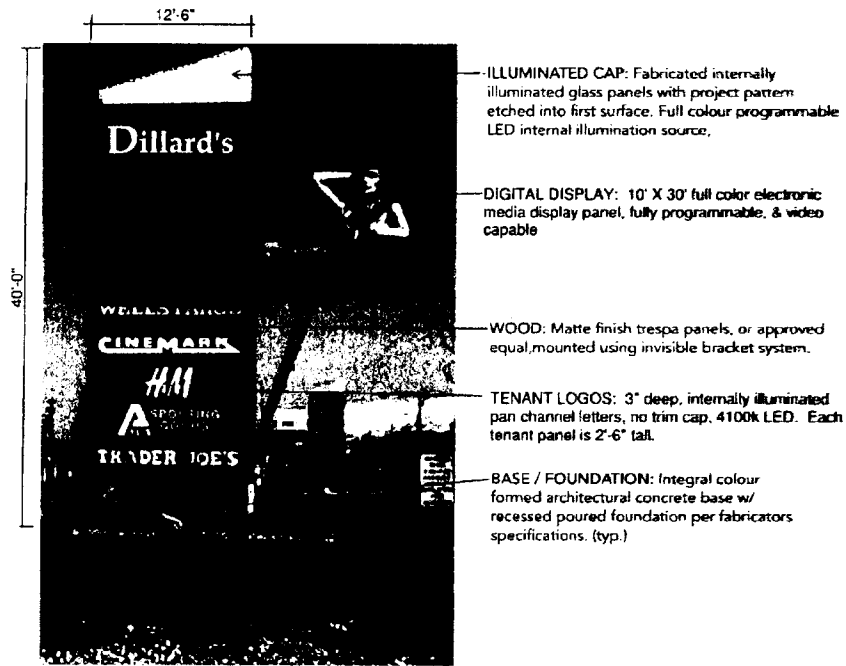 12'-6"
40'-0"
Dillard's
WELLS FARGO
CINEMARK
H&M
SPORTING
TRADER JOE'S
ILLUMINATED CAP: Fabricated internally
illuminated glass panels with project pattern
etched into first surface. Full colour programmable
LED internal illumination source,
DIGITAL DISPLAY: 10' X 30' full color electronic
media display panel, fully programmable, & video
capable
WOOD: Matte finish trespa panels, or approved
equal,mounted using invisible bracket system.
TENANT LOGOS: 3" deep, internally illuminated
pan channel letters, no trim cap, 4100k LED. Each
tenant panel is 2'-6" tall.
BASE / FOUNDATION: Integral colour
formed architectural concrete base w/
recessed poured foundation per fabricators
specifications. (typ.)